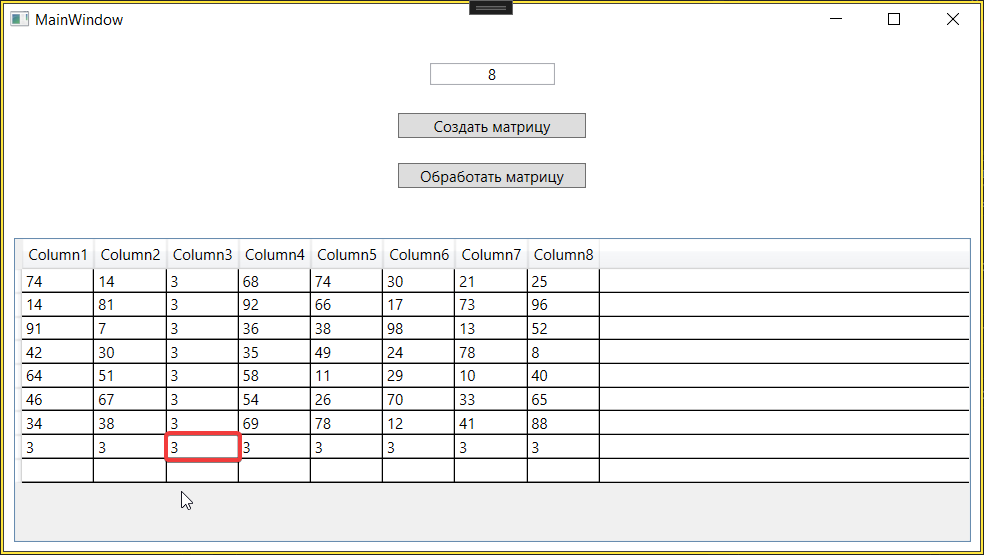 MainWindow
8
Создать матрицу
Обработать матрицу
Column1 Column2 Column3 Column4 Column5 Column6 Column7 Column8
74 14 3 68 74 30 21 25
14 81 3 92 66 17 73 96
91 7 3 36 38 98 13 52
42 30 3 35 49 24 78 8
64 51 3 58 11 29 10 40
46 67 3 54 26 70 33 65
34 38 3 69 78 12 41 88
3 3 3 3 3 3 3 3